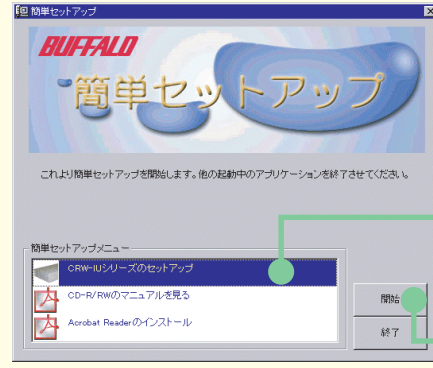 簡単セットアップ
BUFFALO
簡単セットアップ
これより簡単セットアップを開始します。他の起動中のアプリケーションを終了させてください。
簡単セットアップメニュー
CRW-IUシリーズのセットアップ
CD-R/RWのマニュアルを見る
Acrobat Readerのインストール
開始
終了